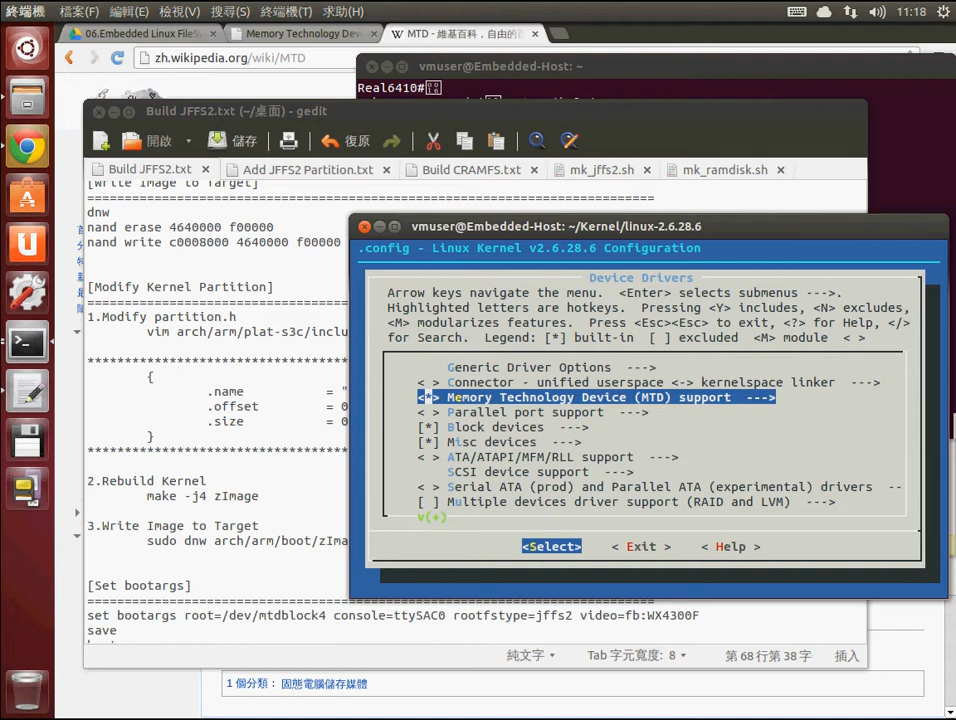 終端機 檔案(F) 編輯(E) 檢視(V) 搜尋(S) 終端機(T) 求助(H) 11:18
06.Embedded Linux FileSy
Memory Technology Dev
W MTD - 維基百科，自由的百
zh.wikipedia.org/wiki/MTD
vmuser@Embedded-Host: ~
Real6410#
Build JFFS2.txt (~/桌面) - gedit
開啟 儲存 復原
Build JFFS2.txt
Add JFFS2 Partition.txt
Build CRAMFS.txt
mk_jffs2.sh
mk_ramdisk.sh
[Write Image to Target]
dnw
nand erase 4640000 f00000
nand write c0008000 4640000 f00000
[Modify Kernel Partition]
1.Modify partition.h
vim arch/arm/plat-s3c/inclu
{
.name = "
.offset = 0
.size = 0
}
2.Rebuild Kernel
make -j4 zImage
3.Write Image to Target
sudo dnw arch/arm/boot/zIma
[Set bootargs]
set bootargs root=/dev/mtdblock4 console=ttySAC0 rootfstype=jffs2 video=fb:WX4300F
save
純文字 Tab 字元寬度: 8 第 68 行第 38 字 插入
1 個分類： 固態電腦儲存媒體
vmuser@Embedded-Host: ~/Kernel/linux-2.6.28.6
.config - Linux Kernel v2.6.28.6 Configuration
Device Drivers
Arrow keys navigate the menu. <Enter> selects submenus --->.
Highlighted letters are hotkeys. Pressing <Y> includes, <N> excludes,
<M> modularizes features. Press <Esc><Esc> to exit, <?> for Help, </>
for Search. Legend: [*] built-in [ ] excluded <M> module < >
Generic Driver Options --->
< > Connector - unified userspace <-> kernelspace linker --->
<*> Memory Technology Device (MTD) support --->
< > Parallel port support --->
[*] Block devices --->
[*] Misc devices --->
< > ATA/ATAPI/MFM/RLL support --->
SCSI device support --->
< > Serial ATA (prod) and Parallel ATA (experimental) drivers --
[ ] Multiple devices driver support (RAID and LVM) --->
v(+)
<Select> < Exit > < Help >